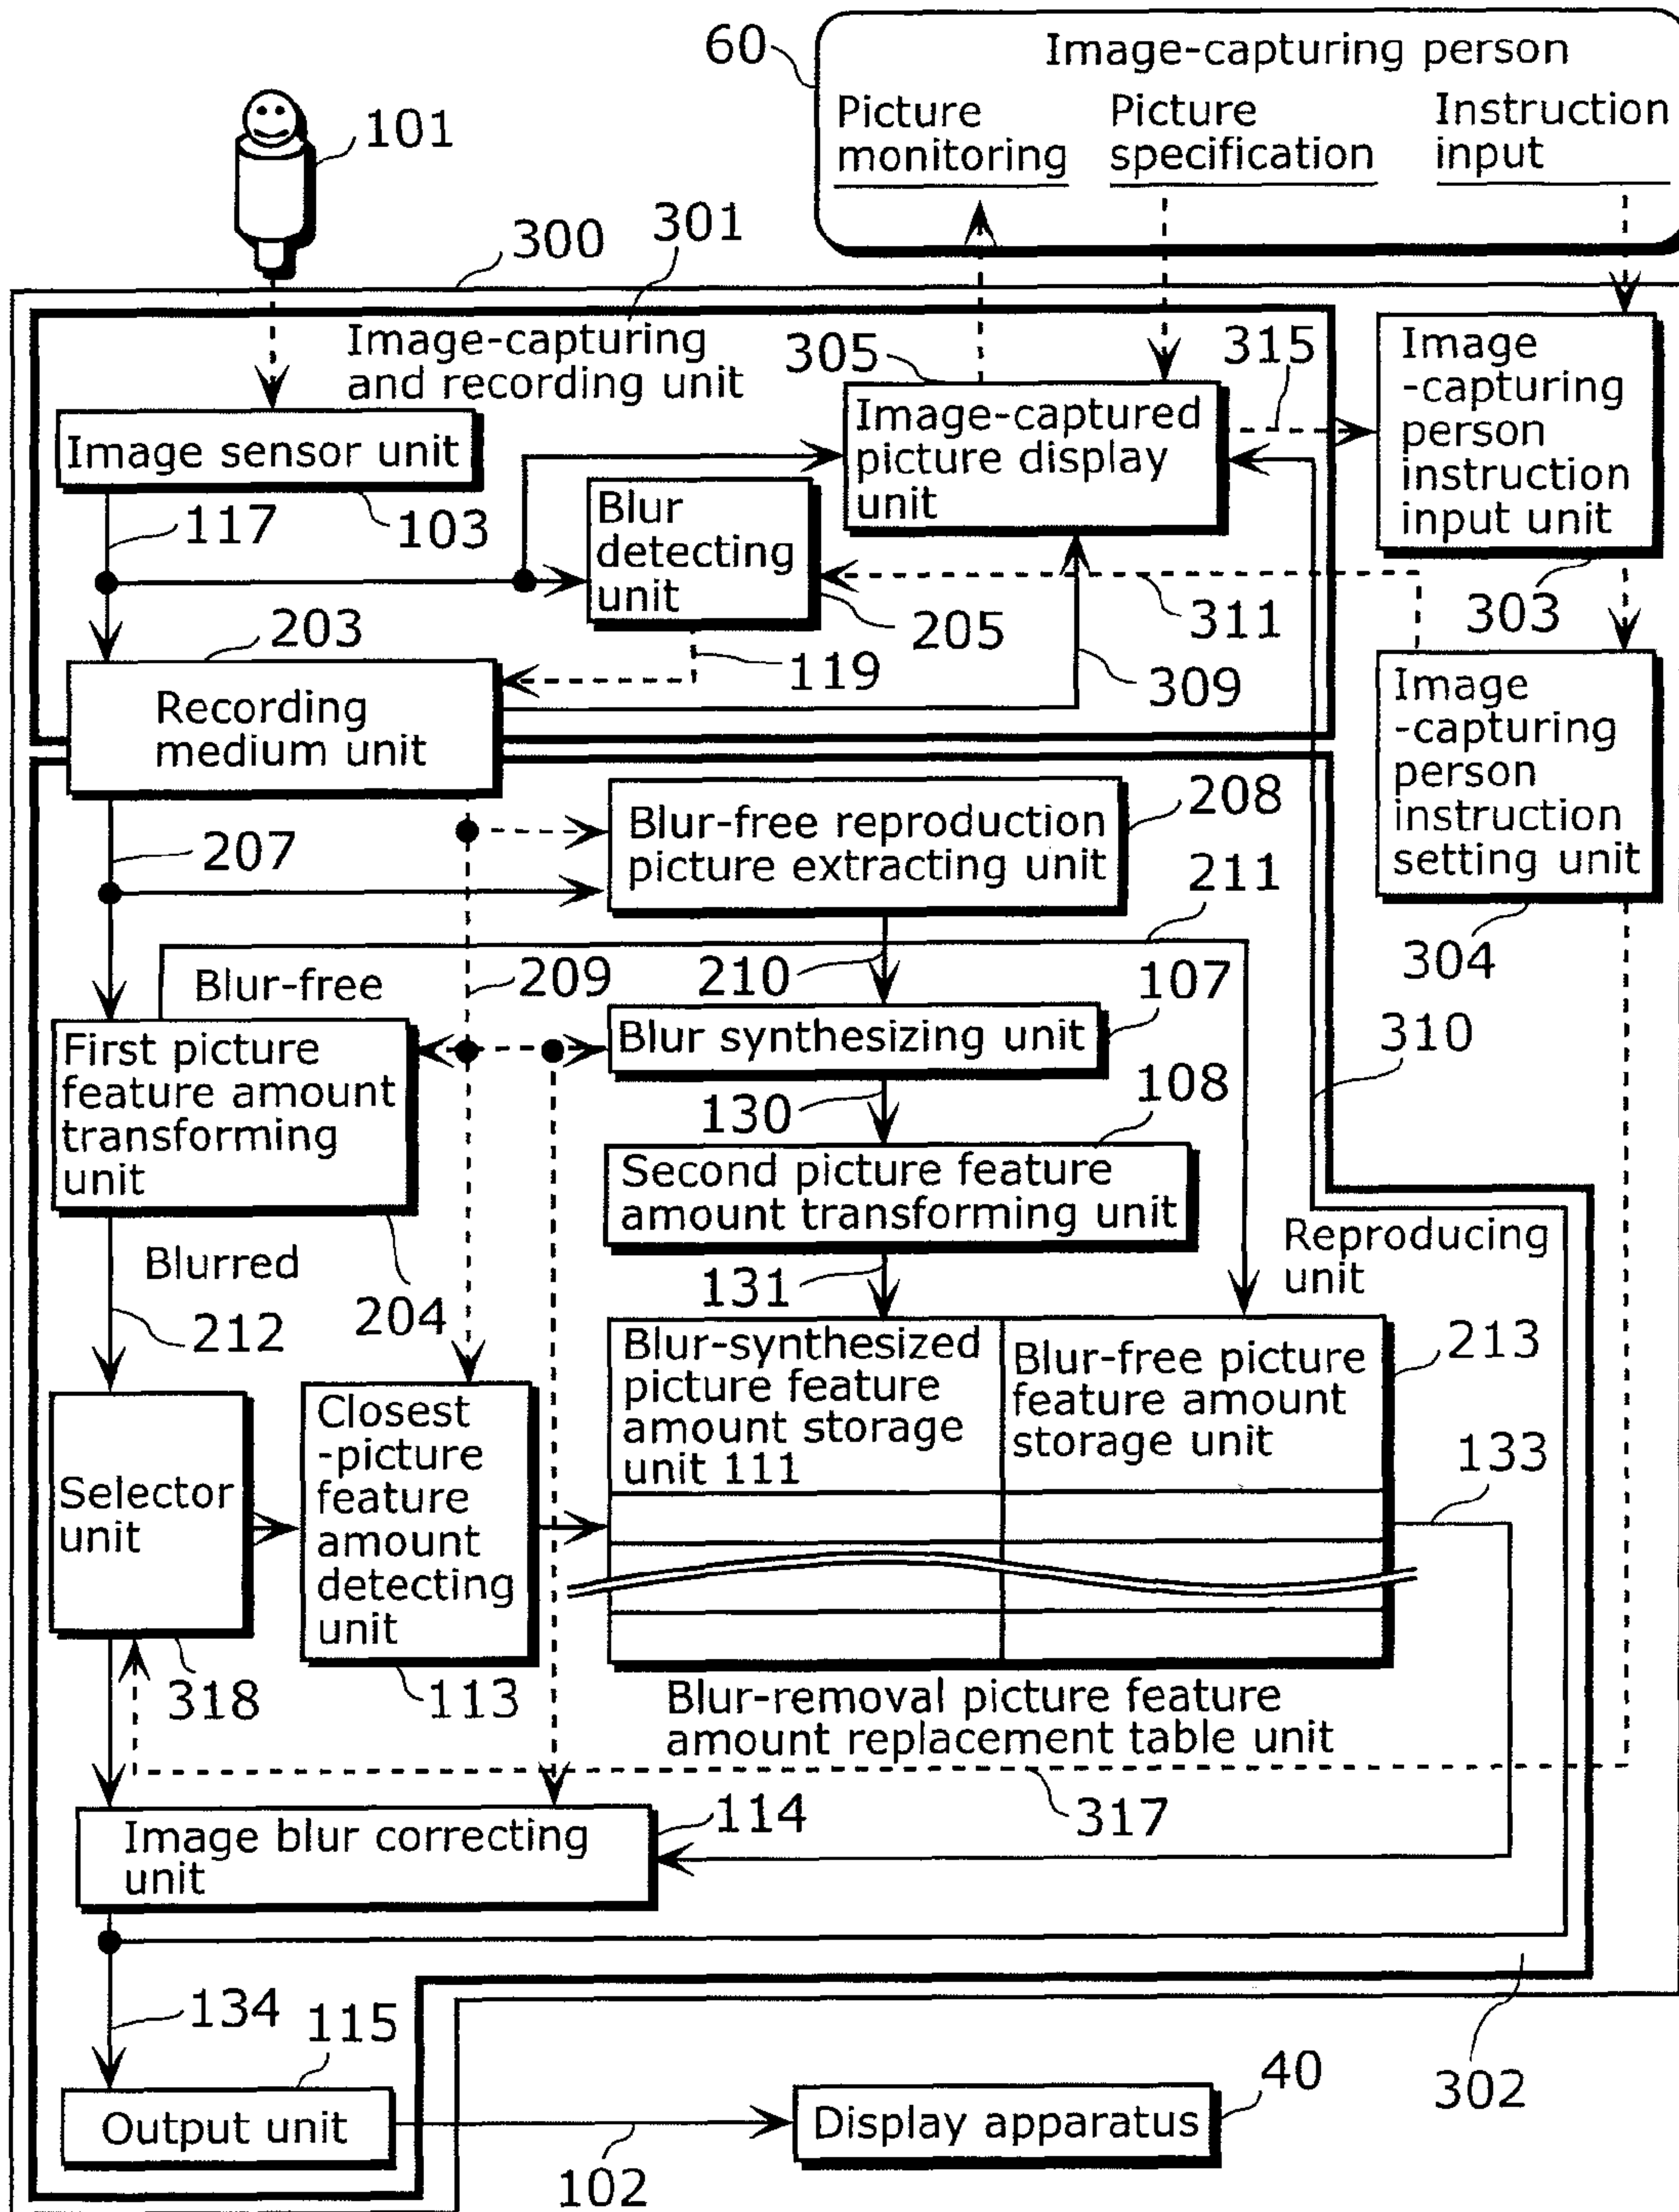 60
Image-capturing person
Picture
monitoring
Picture
specification
Instruction
input
101
300
301
Image-capturing
and recording unit
305
315
Image
-capturing
person
instruction
input unit
Image-captured
picture display
unit
Image sensor unit
117
103
Blur
detecting
unit
205
311
303
203
119
309
Recording
medium unit
Image
-capturing
person
instruction
setting unit
304
208
Blur-free reproduction
picture extracting unit
207
211
Blur-free
209
210
107
Blur synthesizing unit
310
First picture
feature amount
transforming
unit
130
108
Second picture feature
amount transforming unit
Blurred
131
Reproducing
unit
212
204
213
Blur-synthesized
picture feature
amount storage
unit 111
Blur-free picture
feature amount
storage unit
133
Selector
unit
Closest
-picture
feature
amount
detecting
unit
318
113
Blur-removal picture feature
amount replacement table unit
114
317
Image blur correcting
unit
134
115
302
40
Output unit
Display apparatus
102